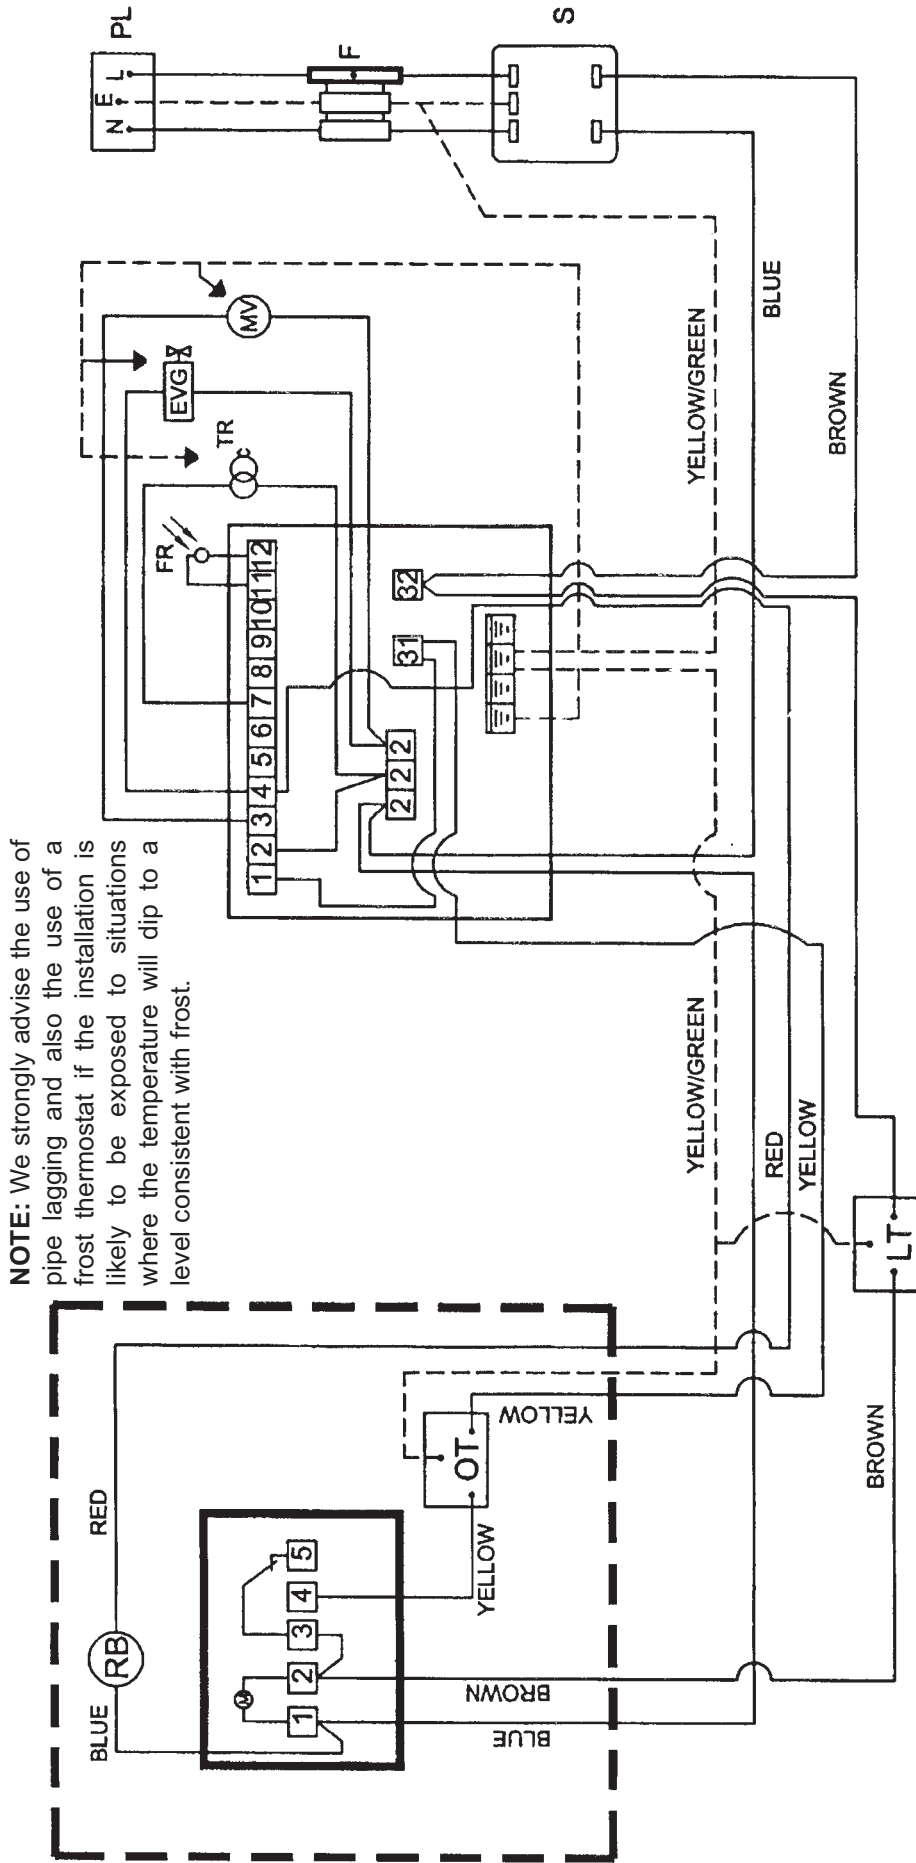 NOTE: We strongly advise the use of
pipe lagging and also the use of a
frost thermostat if the installation is
likely to be exposed to situations
where the temperature will dip to a
level consistent with frost.
PL
N E L
F
S
MV
EVG
TR
FR
1 2 3 4 5 6 7 8 9 10 11 12
2 2 2
31
32
YELLOW/GREEN
BLUE
BROWN
YELLOW/GREEN
RED
YELLOW
LT
BROWN
BLUE
RB
RED
M
1 2 3 4 5
OT
YELLOW
YELLOW
BROWN
BLUE